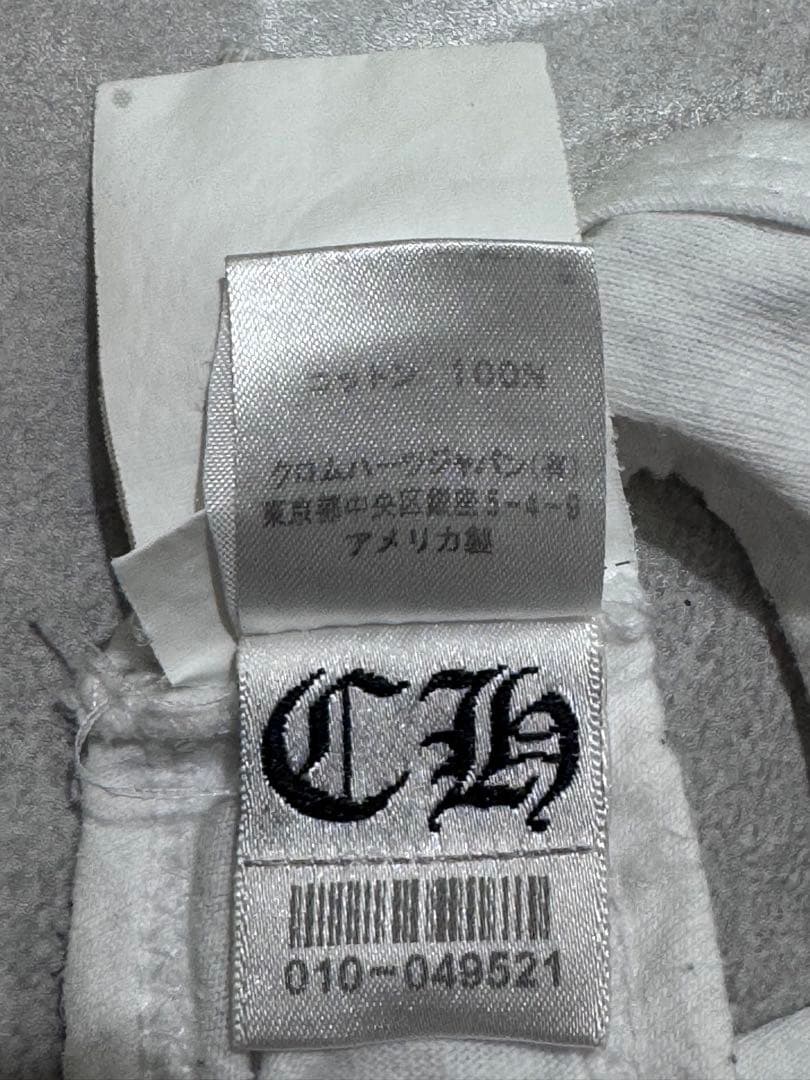 コットン 100%
クロムハーツジャパン(有)
東京都中央区銀座5-4-9
アメリカ製
CH
010-049521